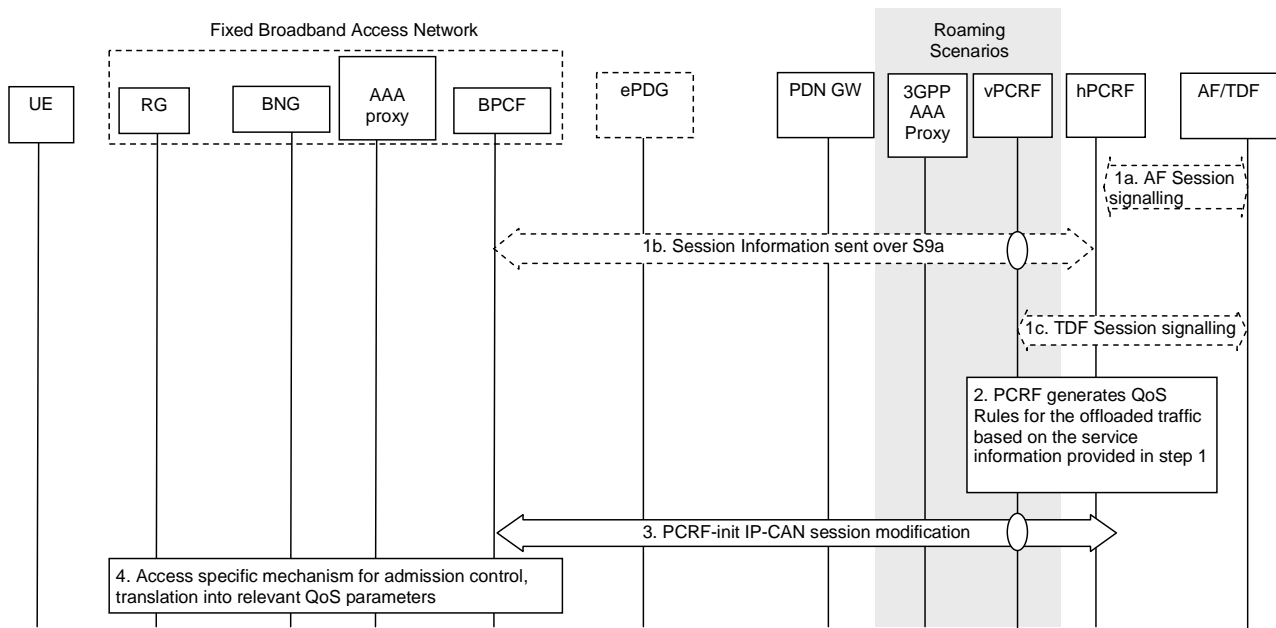 Fixed Broadband Access Network
Roaming
Scenarios
UE
RG
BNG
AAA
proxy
BPCF
ePDG
PDN GW
3GPP
AAA
Proxy
vPCRF
hPCRF
AF/TDF
1a. AF Session
signalling
1b. Session Information sent over S9a
1c. TDF Session signalling
2. PCRF generates QoS
Rules for the offloaded traffic
based on the service
information provided in step 1
3. PCRF-init IP-CAN session modification
4. Access specific mechanism for admission control,
translation into relevant QoS parameters